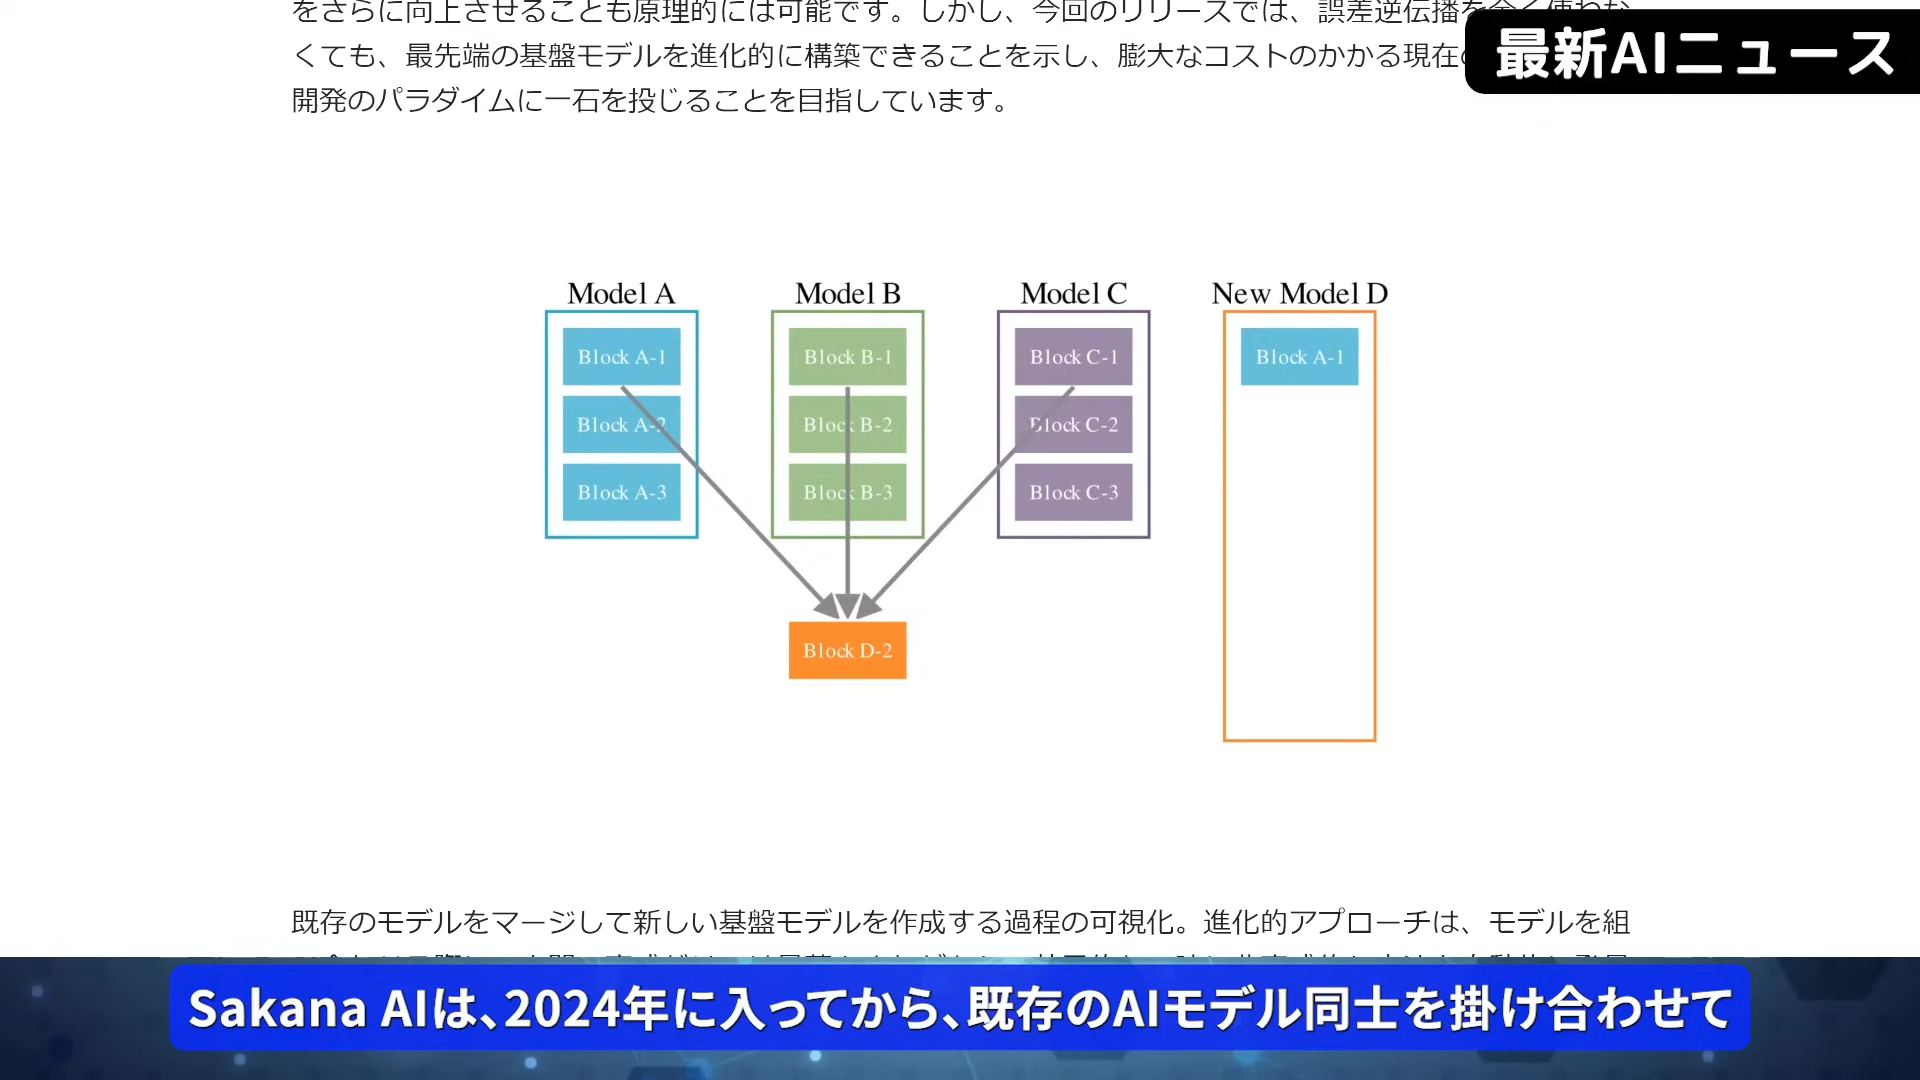 をさらに向上させることも原理的には可能です。しかし、今回のリリースでは、誤差逆伝播を全く使わな
最新AIニュース
くても、最先端の基盤モデルを進化的に構築できることを示し、膨大なコストのかかる現在の
開発のパラダイムに一石を投じることを目指しています。
Model A Model B Model C New Model D
Block A-1 Block B-1 Block C-1 Block A-1
Block A-2 Block B-2 Block C-2
Block A-3 Block B-3 Block C-3
Block D-2
既存のモデルをマージして新しい基盤モデルを作成する過程の可視化。進化的アプローチは、モデルを組
Sakana AIは、2024年に入ってから、既存のAIモデル同士を掛け合わせて